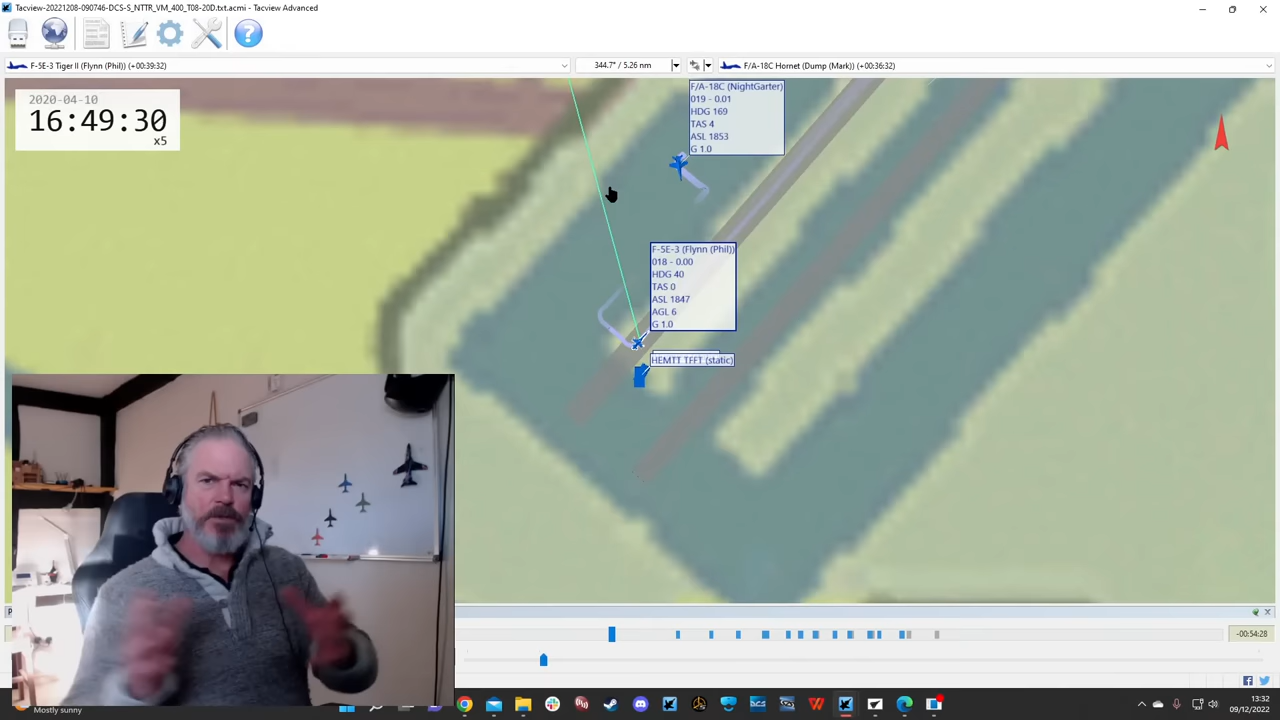 Tacview-20221208-090746-DCS-S_NTTR_VM_400_T08-20D.txt.acmi - Tacview Advanced
F-5E-3 Tiger II (Flynn (Phil)) (+00:39:32)
344.7° / 5.26 nm
F/A-18C Hornet (Dump (Mark)) (+00:36:32)
2020-04-10
16:49:30
x5
F/A-18C (NightGarter)
019 - 0.01
HDG 169
TAS 4
ASL 1853
G 1.0
F-5E-3 (Flynn (Phil))
018 - 0.00
HDG 40
TAS 0
ASL 1847
AGL 6
G 1.0
HEMTT TFFT (static)
-00:54:28
Mostly sunny
13:32
09/12/2022